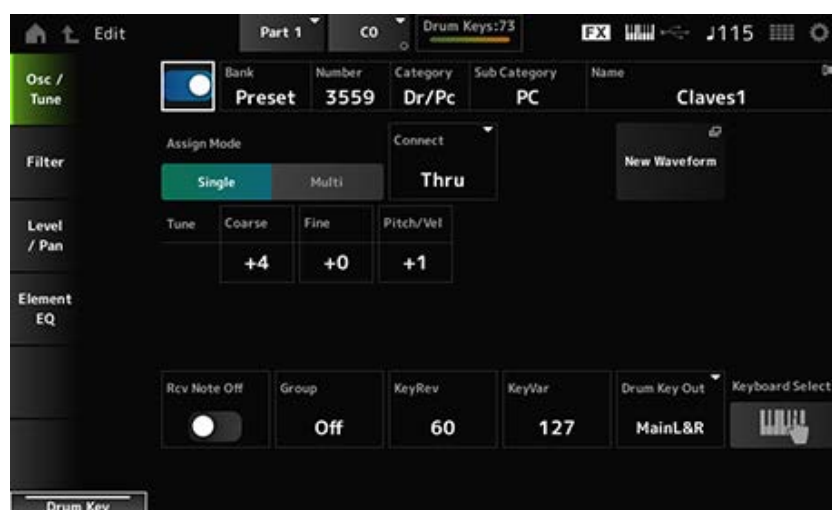 Edit Part 1 C0 Drum Keys:73 FX ♩115
Osc / Tune
Bank Number Category Sub Category Name
Preset 3559 Dr/Pc PC Claves1
Filter
Assign Mode Connect
Single Multi Thru New Waveform
Level / Pan
Tune Coarse Fine Pitch/Vel
+4 +0 +1
Element EQ
Rcv Note Off Group KeyRev KeyVar Drum Key Out Keyboard Select
Off 60 127 MainL&R
Drum Key